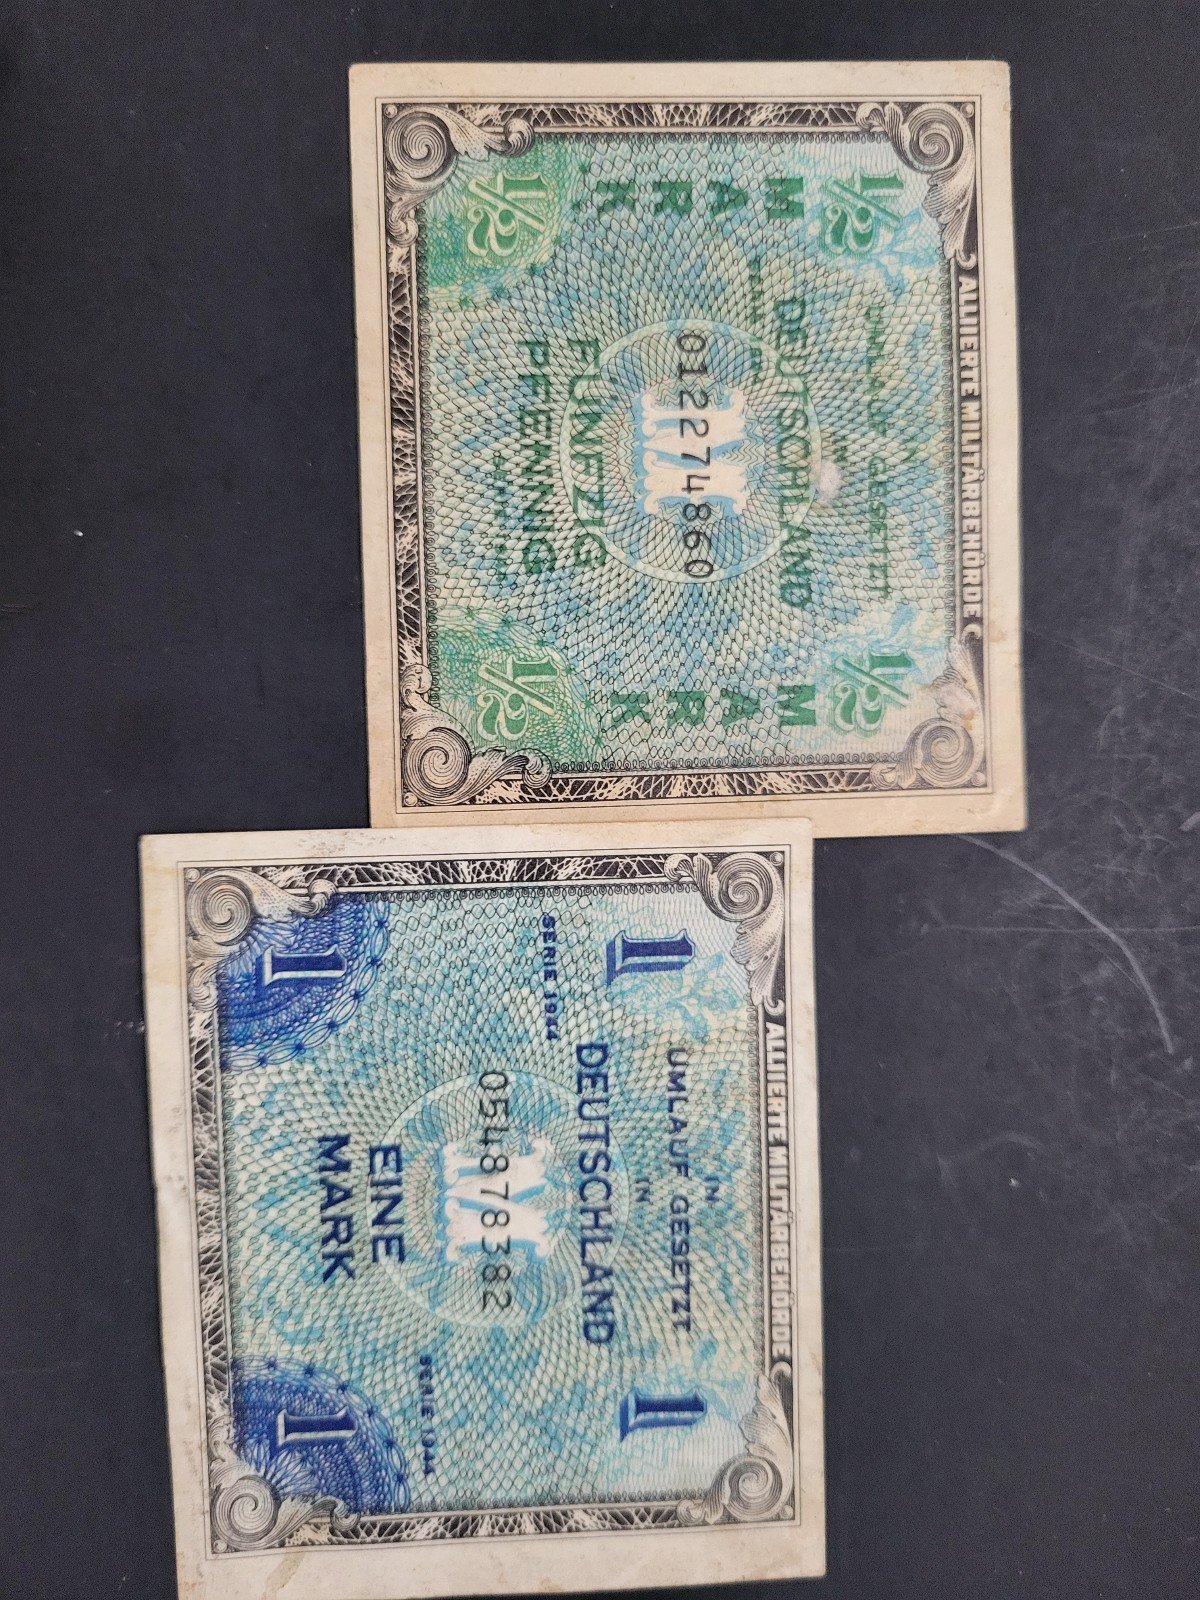 ALLIIERTE MILITÄRBEHÖRDE
1/2
1/2
IN
UMLAUF GESETZT
IN
DEUTSCHLAND
MARK
MARK
012274860
FÜNFZIG
PFENNIG
1/2
1/2
ALLIIERTE MILITÄRBEHÖRDE
1
1
IN
UMLAUF GESETZT
IN
DEUTSCHLAND
SERIE 1944
054878382
SERIE 1944
EINE
MARK
1
1